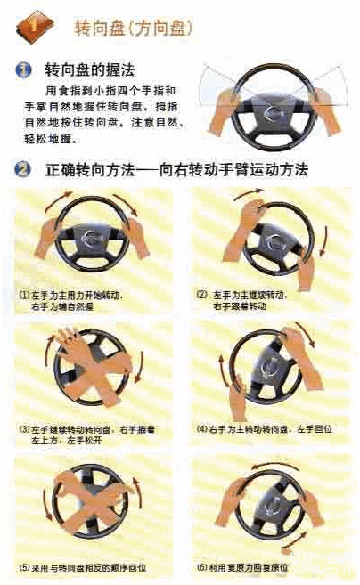 1 转向盘(方向盘)
1 转向盘的握法
用食指到小指四个手指和
手掌自然地握住转向盘、拇指
自然地按住转向盘。注意自然、
轻松地握。
2 正确转向方法——向右转动手臂运动方法
(1)左手为主用力开始转动，
右手为辅自然握
(2) 左手为主继续转动，
右手跟着转动
(3)左手继续转动转向盘，右手握着
左上方，左手松开
(4)右手为主转动转向盘，左手回位
(5)采用与转向盘相反的顺序回位
(6)利用复原力回复原位